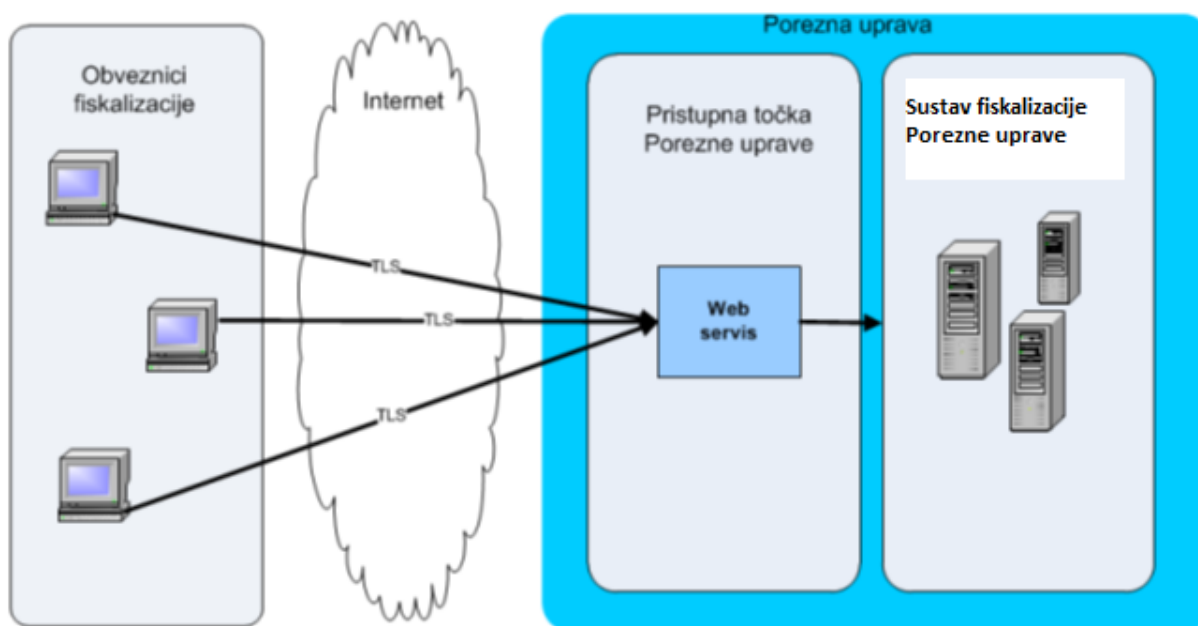 Porezna uprava
Obveznici
fiskalizacije
Internet
Pristupna točka
Porezne uprave
Sustav fiskalizacije
Porezne uprave
TLS
TLS
TLS
Web
servis